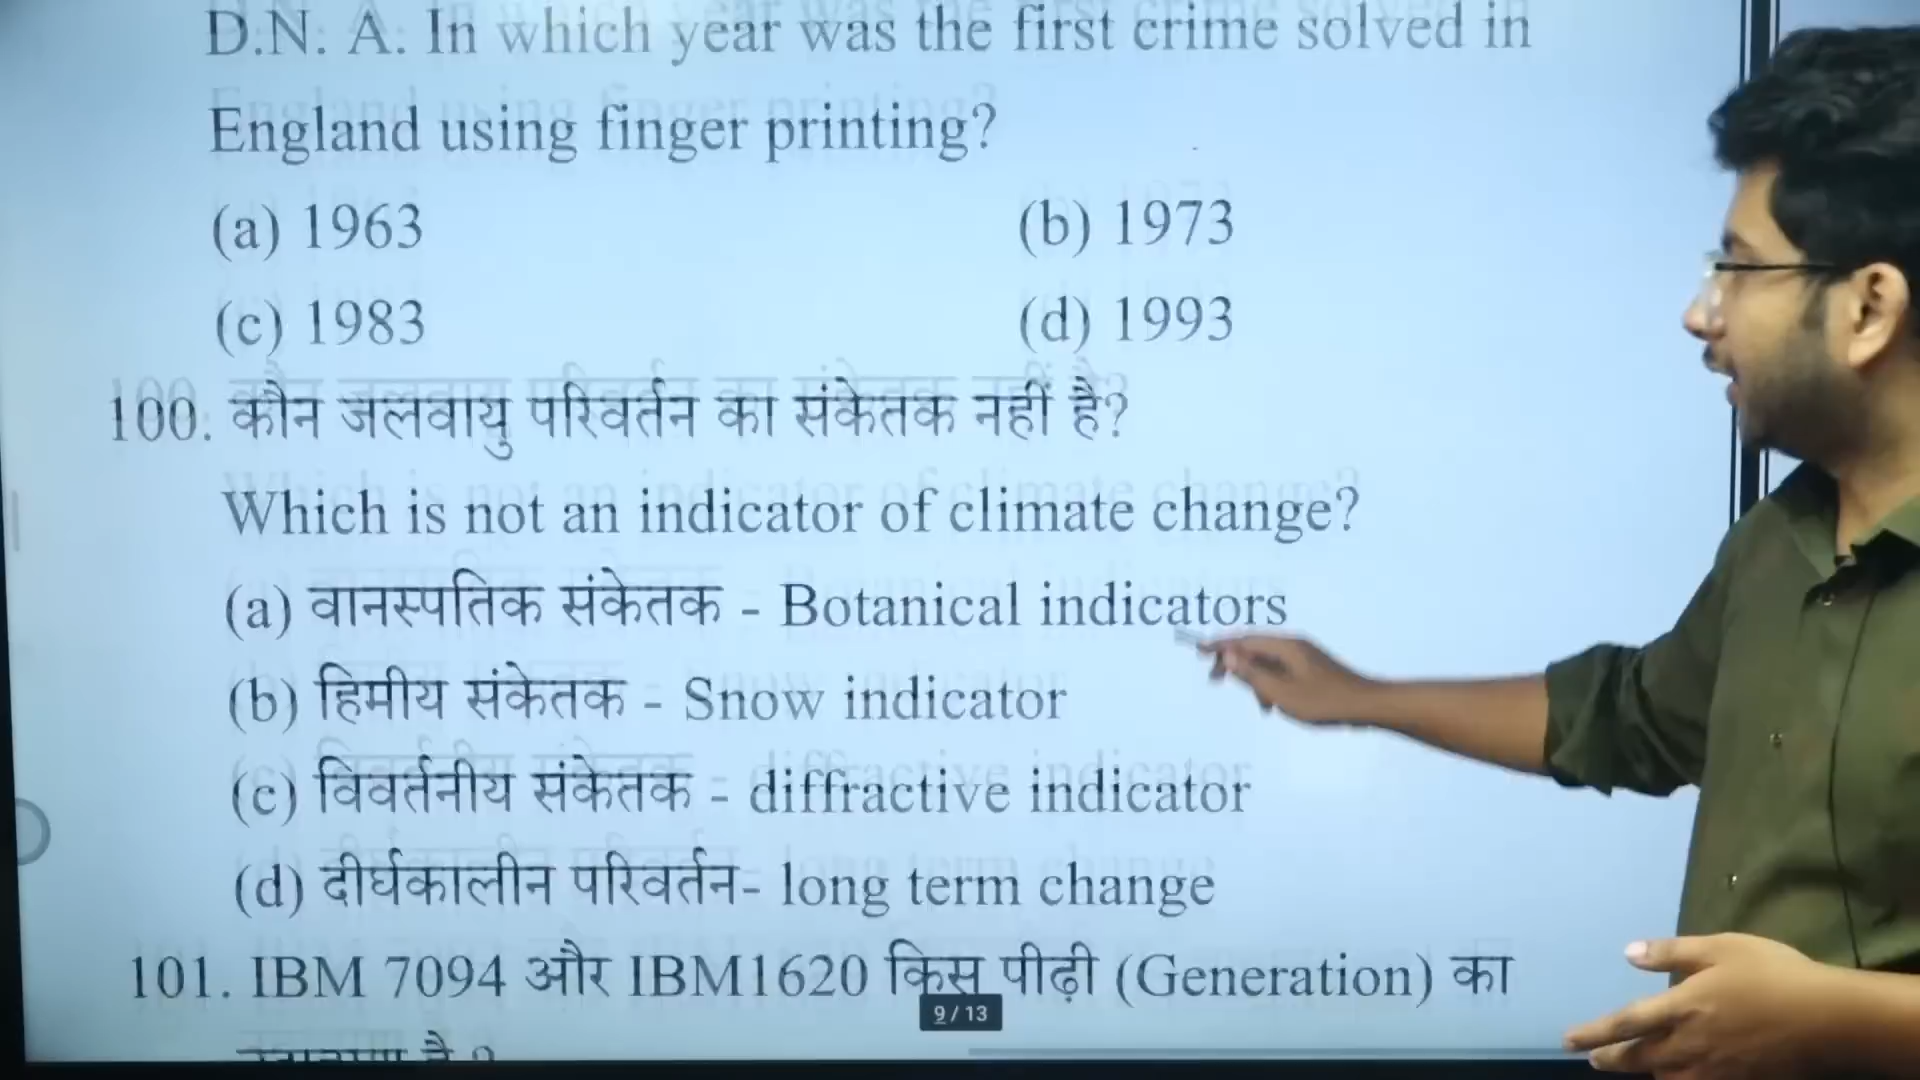 D.N. A. In which year was the first crime solved in
England using finger printing?
(a) 1963 (b) 1973
(c) 1983 (d) 1993
100. कौन जलवायु परिवर्तन का संकेतक नहीं है?
Which is not an indicator of climate change?
(a) वानस्पतिक संकेतक - Botanical indicators
(b) हिमीय संकेतक - Snow indicator
(c) विवर्तनीय संकेतक - diffractive indicator
(d) दीर्घकालीन परिवर्तन- long term change
101. IBM 7094 और IBM1620 किस पीढ़ी (Generation) का
9 / 13
है ?